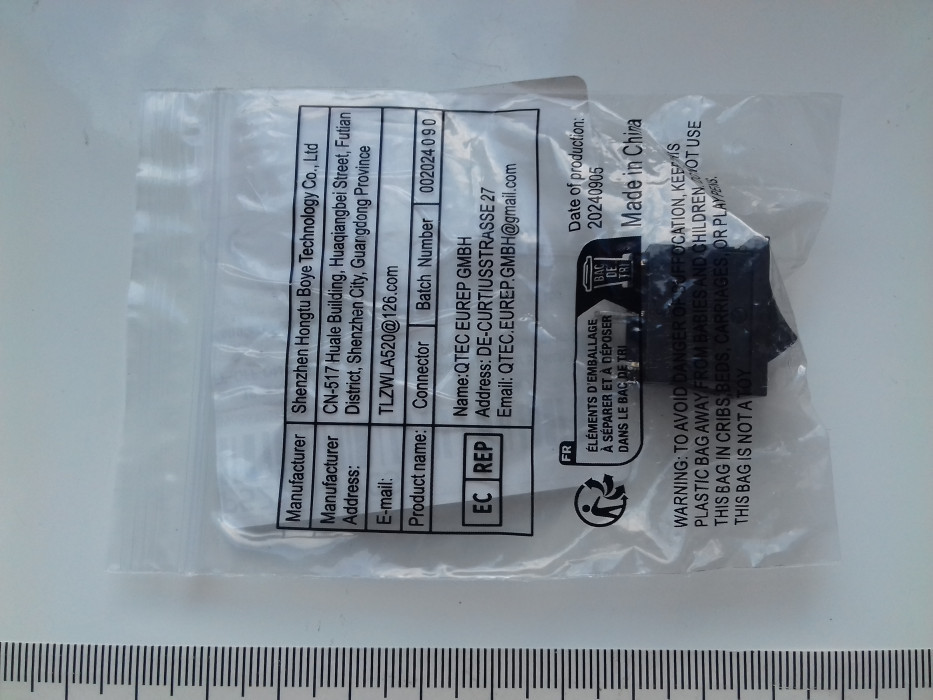 Manufacturer Shenzhen Hongtu Boye Technology Co., Ltd
Manufacturer Address: CN-517 Huale Building, Huaqiangbei Street, Futian
District, Shenzhen City, Guangdong Province
E-mail: TLZWLA520@126.com
Product name: Connector Batch Number 002024090
EC REP
Name:QTEC EUREP GMBH
Address: DE-CURTIUSSTRASSE 27
Email: QTEC.EUREP.GMBH@gmail.com
FR
ÉLÉMENTS D'EMBALLAGE
À SÉPARER ET À DÉPOSER
DANS LE BAC DE TRI
BAC
DE
TRI
Date of production:
20240905
Made in China
WARNING: TO AVOID DANGER OF SUFFOCATION, KEEP THIS
PLASTIC BAG AWAY FROM BABIES AND CHILDREN. NOT USE
THIS BAG IN CRIBS, BEDS, CARRIAGES, OR PLAYPENS.
THIS BAG IS NOT A TOY